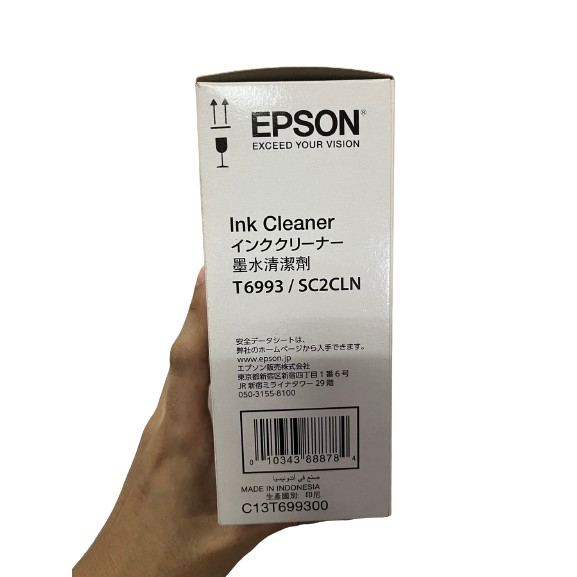 EPSON®
EXCEED YOUR VISION
Ink Cleaner
インククリーナー
墨水清潔劑
T6993 / SC2CLN
安全データシートは、
弊社のホームページから入手できます。
www.epson.jp
エプソン販売株式会社
東京都新宿区新宿四丁目1番6号
JR新宿ミライナタワー 29階
050-3155-8100
0 10343 88878 4
صنع في أندونيسيا
MADE IN INDONESIA
生產國別: 印尼
C13T699300